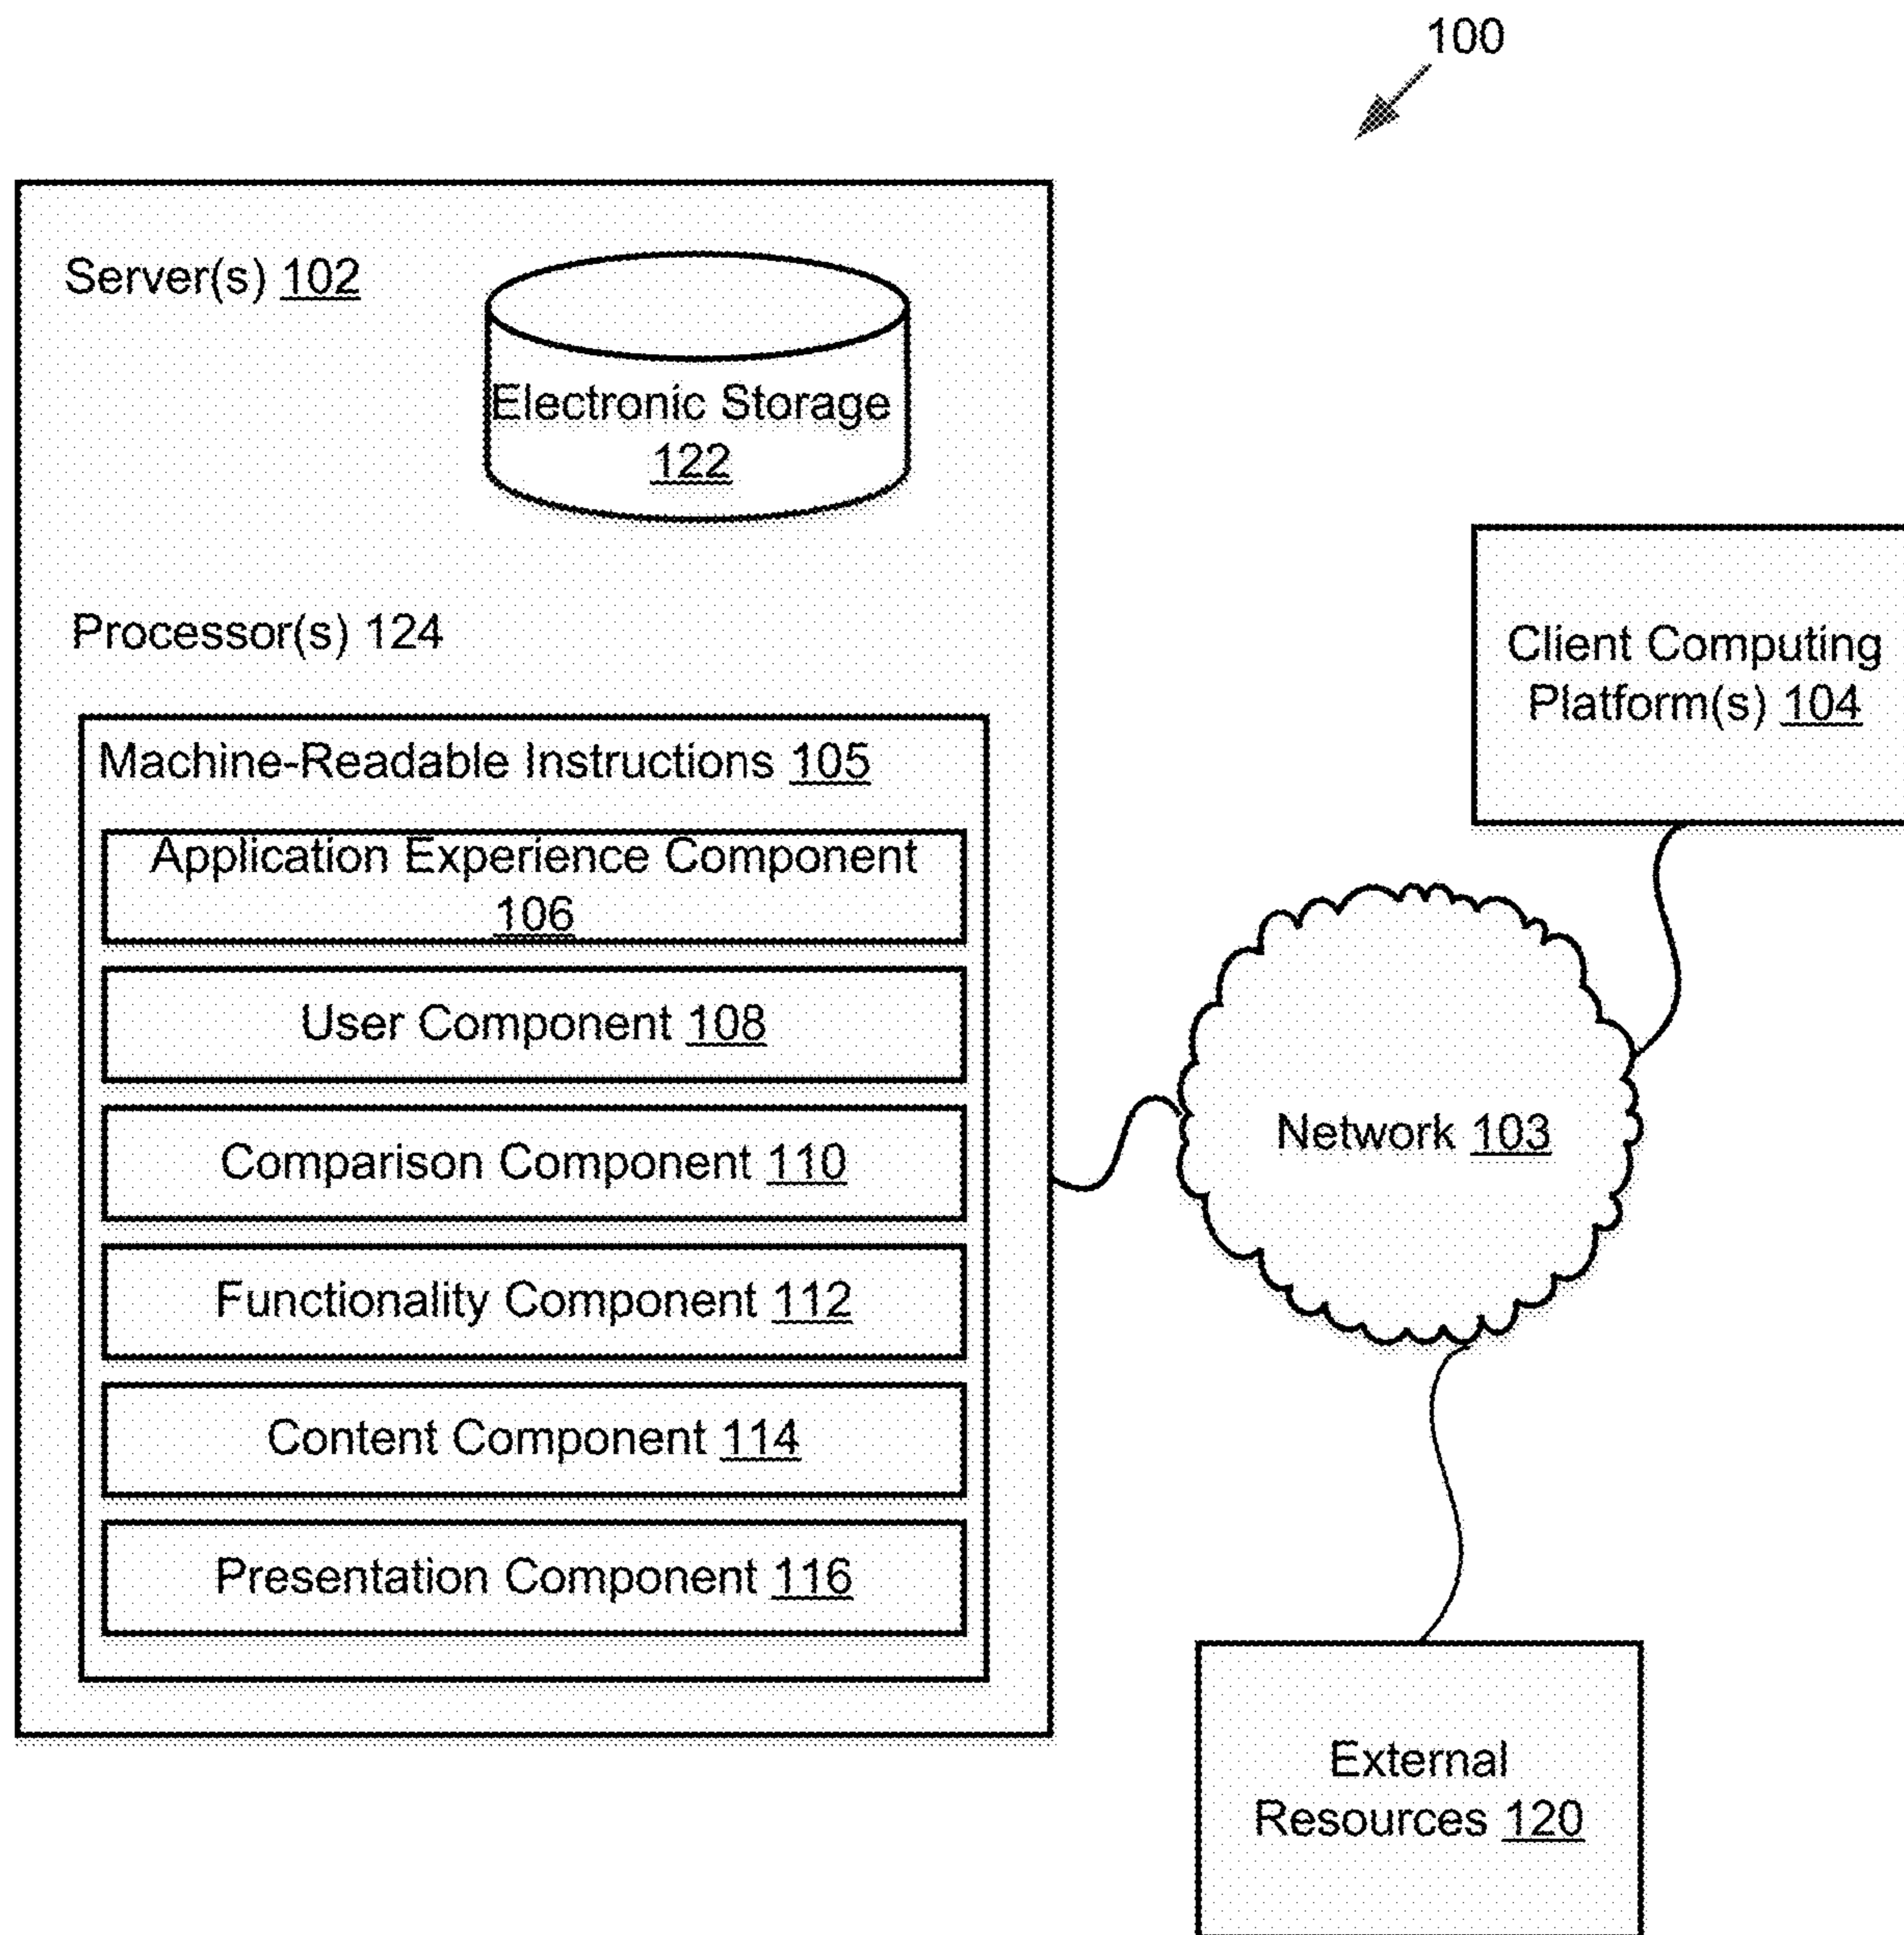 100
Server(s) 102
Electronic Storage
122
Processor(s) 124
Machine-Readable Instructions 105
Application Experience Component
106
User Component 108
Comparison Component 110
Functionality Component 112
Content Component 114
Presentation Component 116
Client Computing
Platform(s) 104
Network 103
External
Resources 120